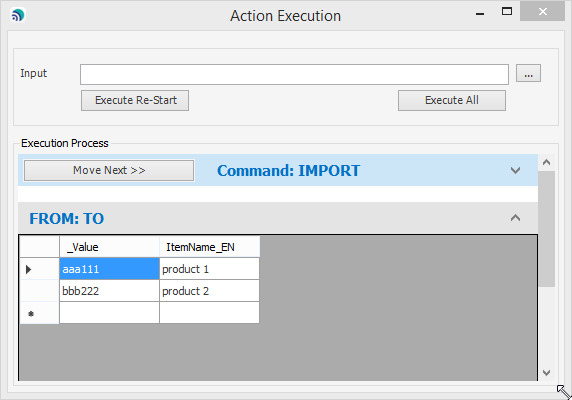 Action Execution
Input
...
Execute Re-Start Execute All
Execution Process
Move Next >> Command: IMPORT
FROM: TO
_Value ItemName_EN
aaa111 product 1
bbb222 product 2
*